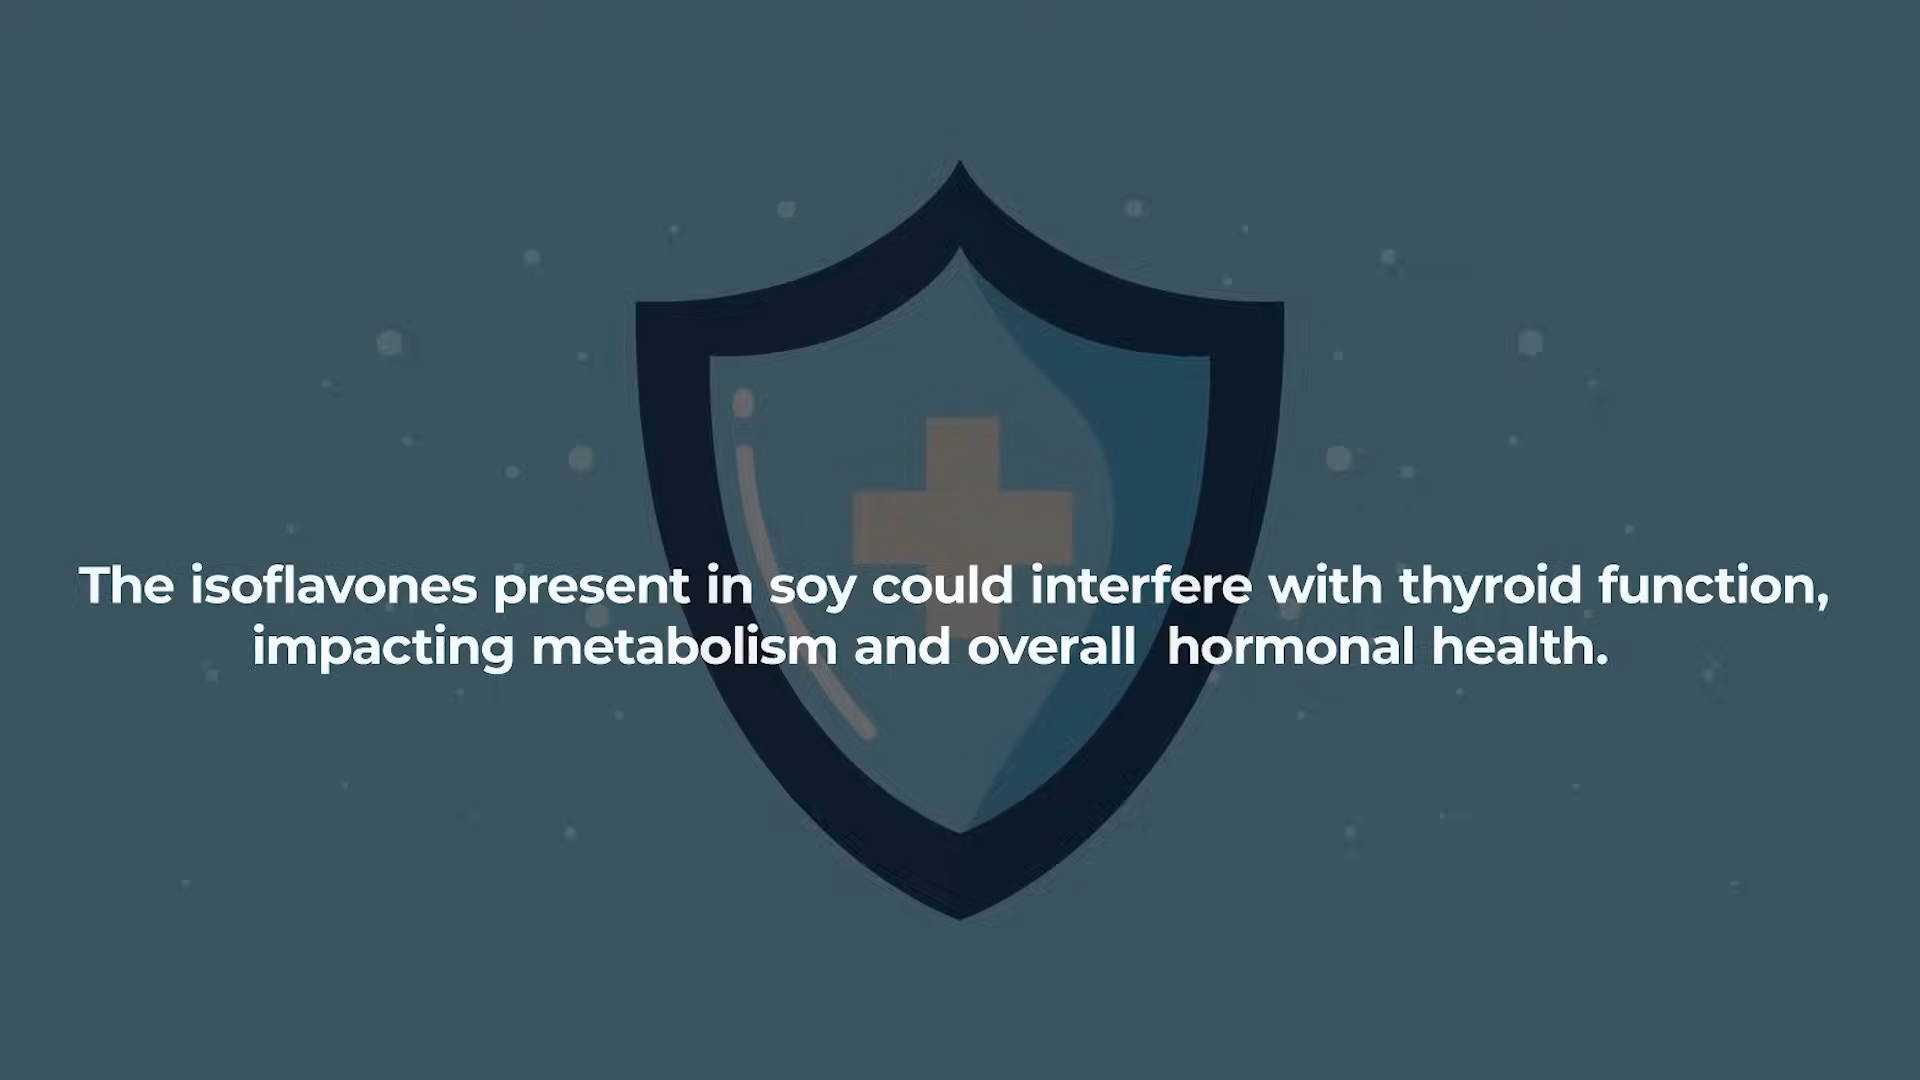 The isoflavones present in soy could interfere with thyroid function,
impacting metabolism and overall  hormonal health.